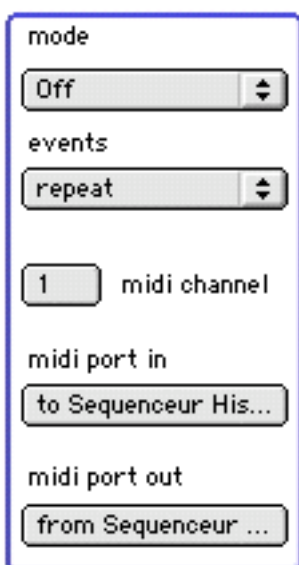 mode
Off
events
repeat
1 midi channel
midi port in
to Sequenceur His...
midi port out
from Sequenceur ...